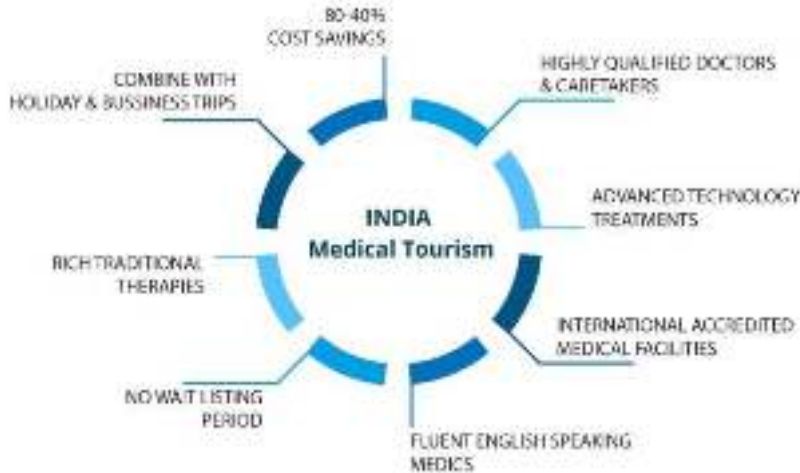 80-40%
COST SAVINGS
HIGHLY QUALIFIED DOCTORS
& CARETAKERS
COMBINE WITH
HOLIDAY & BUSSINESS TRIPS
ADVANCED TECHNOLOGY
TREATMENTS
INDIA
Medical Tourism
RICH TRADITIONAL
THERAPIES
INTERNATIONAL ACCREDITED
MEDICAL FACILITIES
NO WAIT LISTING
PERIOD
FLUENT ENGLISH SPEAKING
MEDICS